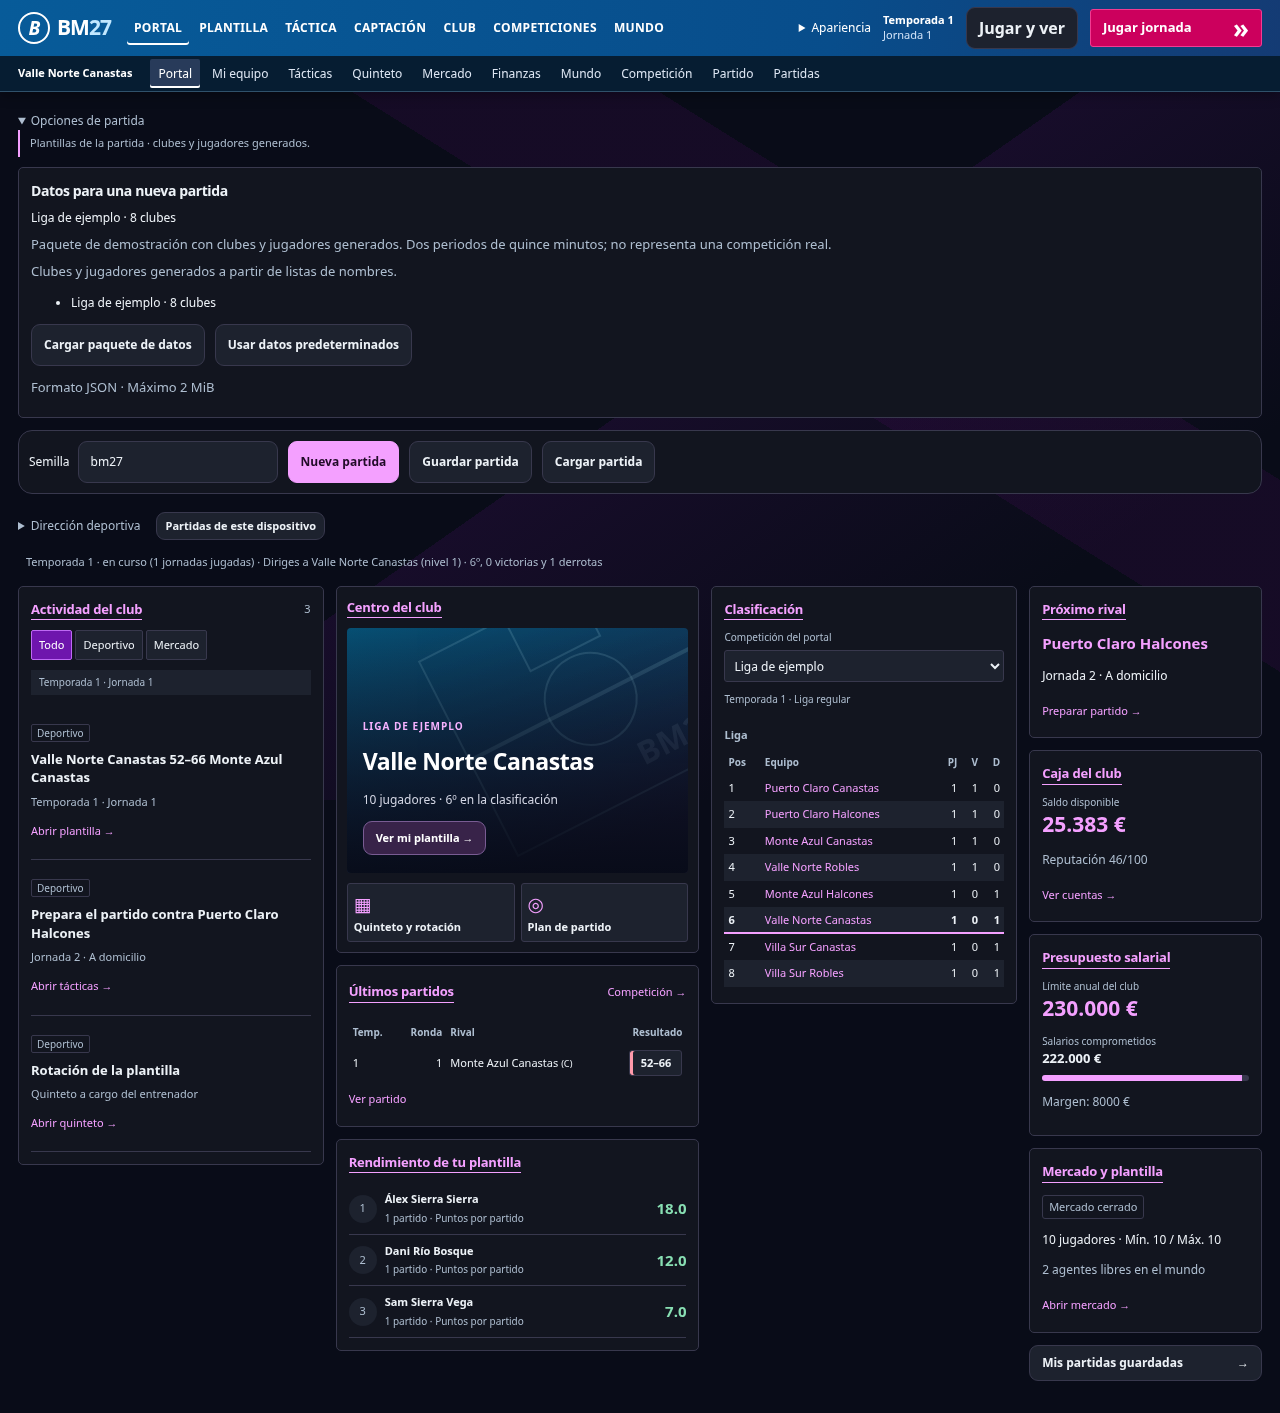 B BM27 PORTAL PLANTILLA TÁCTICA CAPTACIÓN CLUB COMPETICIONES MUNDO
▶ Apariencia
Temporada 1
Jornada 1
Jugar y ver
Jugar jornada »
Valle Norte Canastas Portal Mi equipo Tácticas Quinteto Mercado Finanzas Mundo Competición Partido Partidas
▼ Opciones de partida
Plantillas de la partida · clubes y jugadores generados.
Datos para una nueva partida
Liga de ejemplo · 8 clubes
Paquete de demostración con clubes y jugadores generados. Dos periodos de quince minutos; no representa una competición real.
Clubes y jugadores generados a partir de listas de nombres.
• Liga de ejemplo · 8 clubes
Cargar paquete de datos Usar datos predeterminados
Formato JSON · Máximo 2 MiB
Semilla bm27 Nueva partida Guardar partida Cargar partida
▶ Dirección deportiva Partidas de este dispositivo
Temporada 1 · en curso (1 jornadas jugadas) · Diriges a Valle Norte Canastas (nivel 1) · 6º, 0 victorias y 1 derrotas
Actividad del club 3
Todo Deportivo Mercado
Temporada 1 · Jornada 1
Deportivo
Valle Norte Canastas 52–66 Monte Azul
Canastas
Temporada 1 · Jornada 1
Abrir plantilla →
Deportivo
Prepara el partido contra Puerto Claro
Halcones
Jornada 2 · A domicilio
Abrir tácticas →
Deportivo
Rotación de la plantilla
Quinteto a cargo del entrenador
Abrir quinteto →
Centro del club
LIGA DE EJEMPLO
Valle Norte Canastas
10 jugadores · 6º en la clasificación
Ver mi plantilla →
Quinteto y rotación
Plan de partido
Últimos partidos Competición →
Temp. Ronda Rival Resultado
1 1 Monte Azul Canastas (C) 52–66
Ver partido
Rendimiento de tu plantilla
1 Álex Sierra Sierra 18.0
1 partido · Puntos por partido
2 Dani Río Bosque 12.0
1 partido · Puntos por partido
3 Sam Sierra Vega 7.0
1 partido · Puntos por partido
Clasificación
Competición del portal
Liga de ejemplo
Temporada 1 · Liga regular
Liga
Pos Equipo PJ V D
1 Puerto Claro Canastas 1 1 0
2 Puerto Claro Halcones 1 1 0
3 Monte Azul Canastas 1 1 0
4 Valle Norte Robles 1 1 0
5 Monte Azul Halcones 1 0 1
6 Valle Norte Canastas 1 0 1
7 Villa Sur Canastas 1 0 1
8 Villa Sur Robles 1 0 1
Próximo rival
Puerto Claro Halcones
Jornada 2 · A domicilio
Preparar partido →
Caja del club
Saldo disponible
25.383 €
Reputación 46/100
Ver cuentas →
Presupuesto salarial
Límite anual del club
230.000 €
Salarios comprometidos
222.000 €
Margen: 8000 €
Mercado y plantilla
Mercado cerrado
10 jugadores · Mín. 10 / Máx. 10
2 agentes libres en el mundo
Abrir mercado →
Mis partidas guardadas →